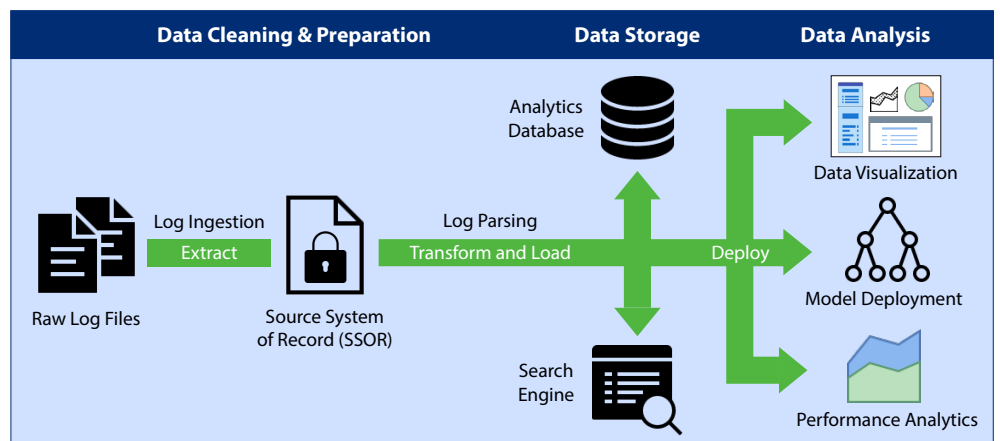 Data Cleaning & Preparation
Data Storage
Data Analysis
Raw Log Files
Log Ingestion
Extract
Source System
of Record (SSOR)
Log Parsing
Transform and Load
Analytics
Database
Search
Engine
Deploy
Data Visualization
Model Deployment
Performance Analytics